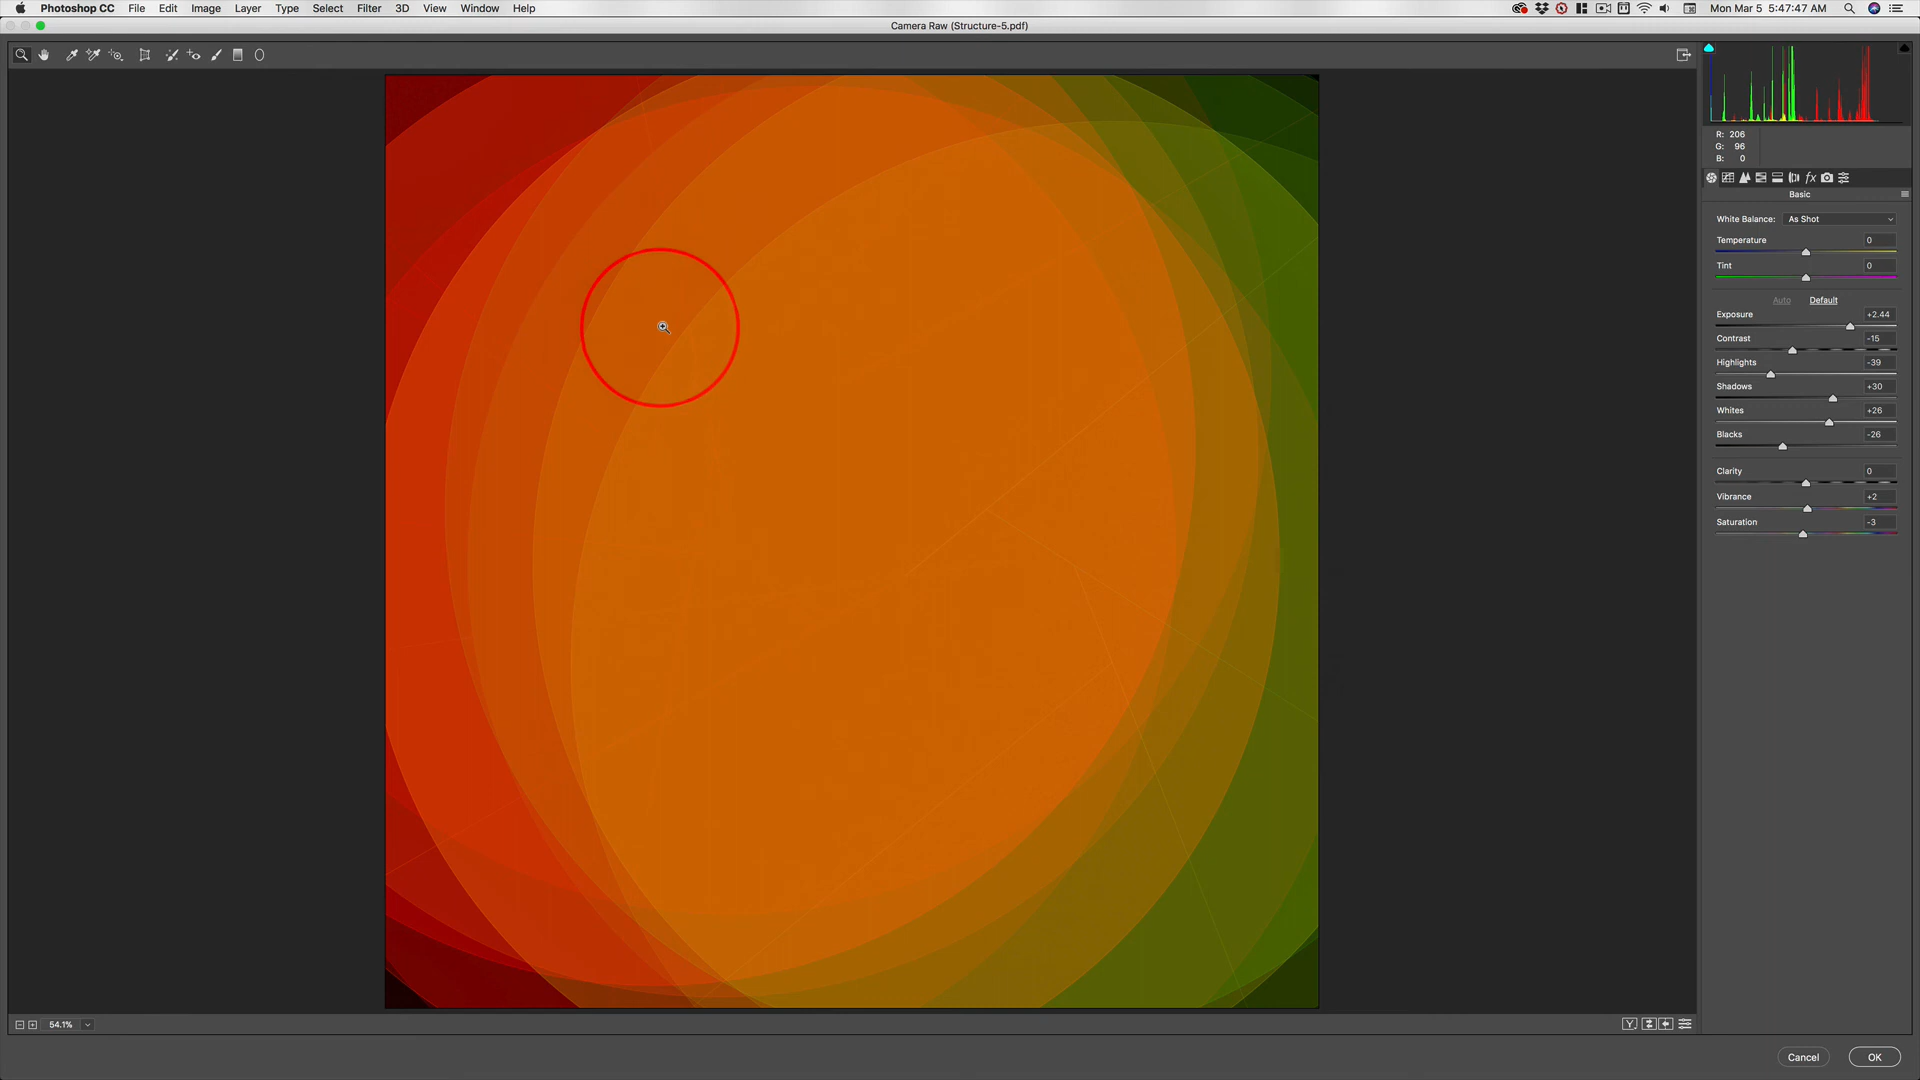 Photoshop CC File Edit Image Layer Type Select Filter 3D View Window Help Mon Mar 5 5:47:47 AM
Camera Raw (Structure-5.pdf)
R: 206
G: 96
B: 0
fx
Basic
White Balance: As Shot
Temperature 0
Tint 0
Auto Default
Exposure +2.44
Contrast -15
Highlights -39
Shadows +30
Whites +26
Blacks -26
Clarity 0
Vibrance +2
Saturation -3
54.1% Y
Cancel OK